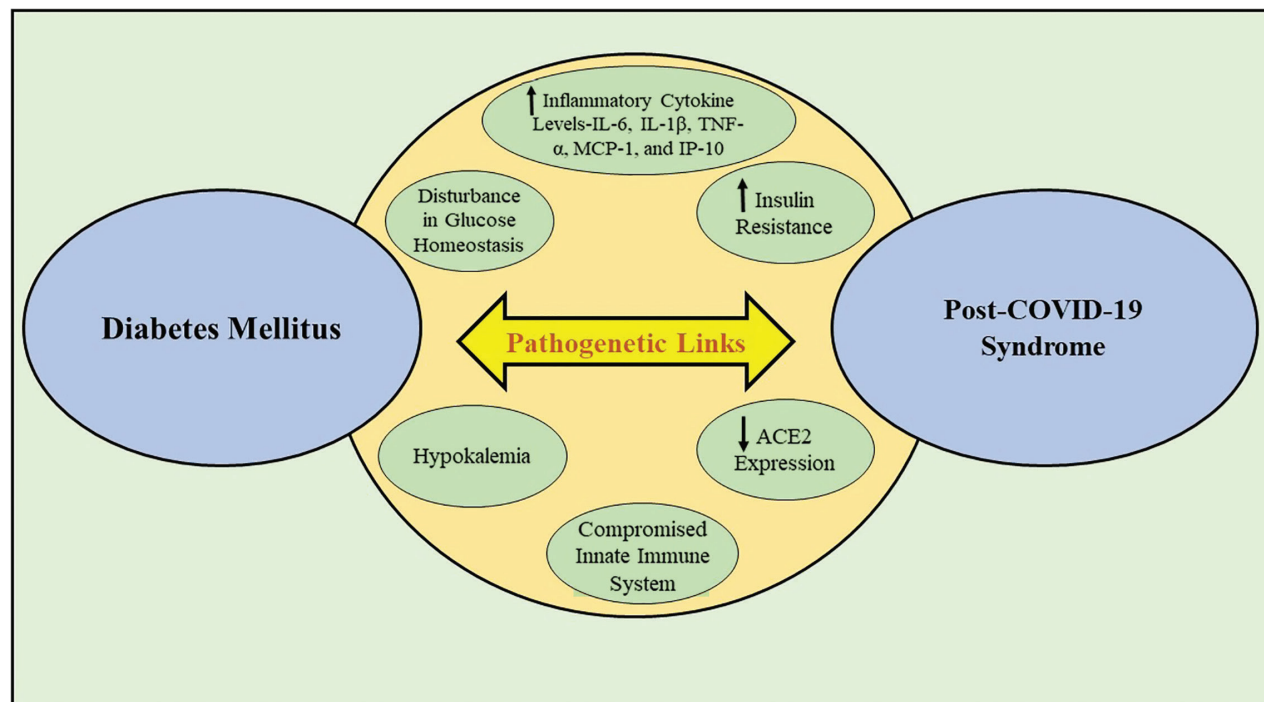 ↑ Inflammatory Cytokine
Levels-IL-6, IL-1β, TNF-
α, MCP-1, and IP-10
Disturbance
in Glucose
Homeostasis
↑ Insulin
Resistance
Diabetes Mellitus
Pathogenetic Links
Post-COVID-19
Syndrome
Hypokalemia
↓ ACE2
Expression
Compromised
Innate Immune
System